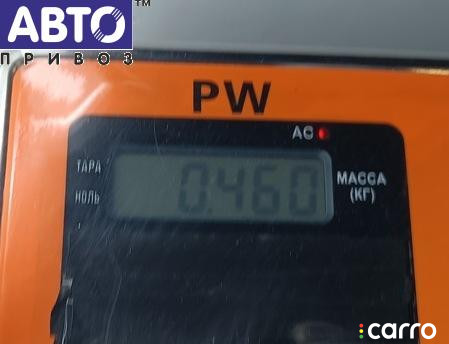 АВТО™
ПРИВОЗ
PW
AC
ТАРА
0.460
МАССА
НОЛЬ
(КГ)
carro